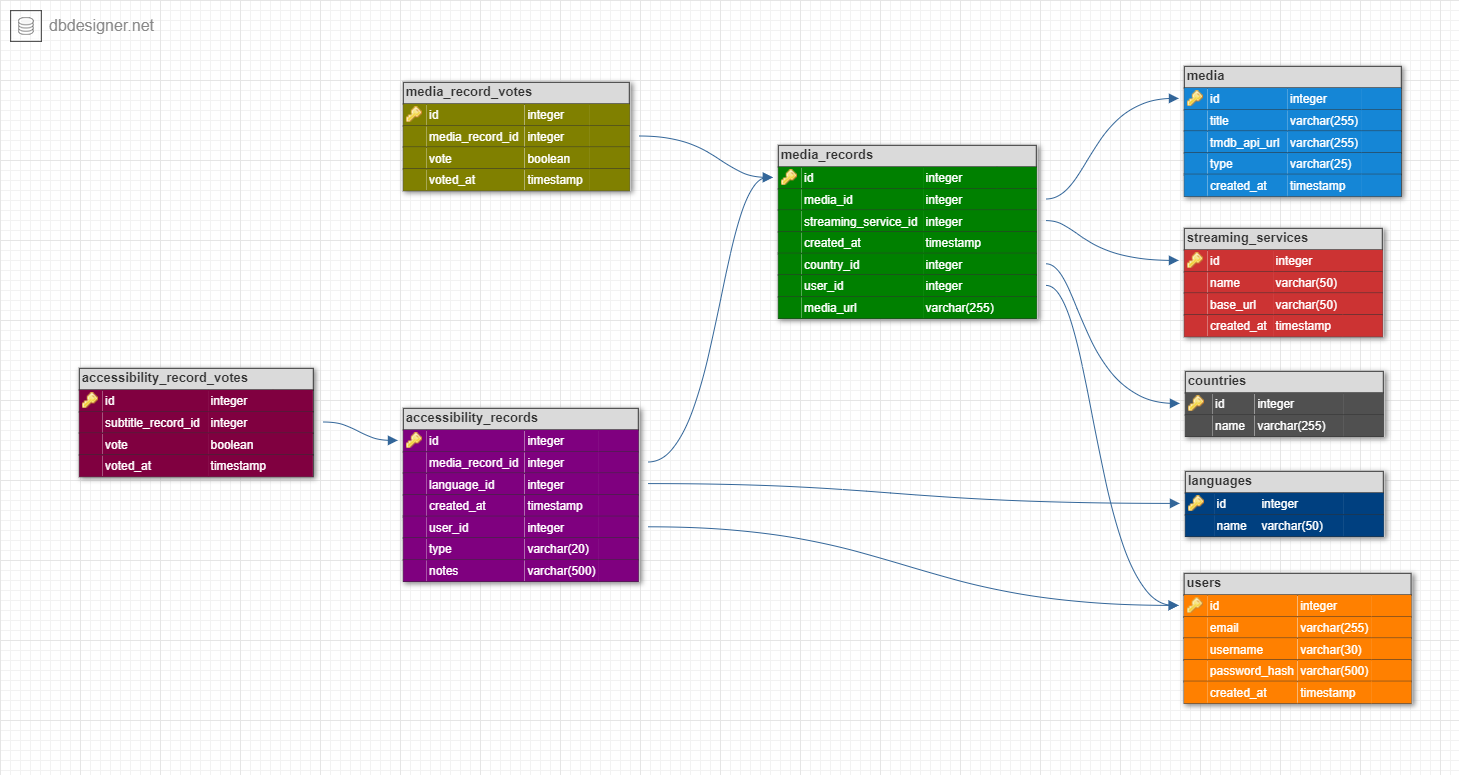 dbdesigner.net
media_record_votes
id integer
media_record_id integer
vote boolean
voted_at timestamp
media_records
id integer
media_id integer
streaming_service_id integer
created_at timestamp
country_id integer
user_id integer
media_url varchar(255)
media
id integer
title varchar(255)
tmdb_api_url varchar(255)
type varchar(25)
created_at timestamp
streaming_services
id integer
name varchar(50)
base_url varchar(50)
created_at timestamp
accessibility_record_votes
id integer
subtitle_record_id integer
vote boolean
voted_at timestamp
accessibility_records
id integer
media_record_id integer
language_id integer
created_at timestamp
user_id integer
type varchar(20)
notes varchar(500)
countries
id integer
name varchar(255)
languages
id integer
name varchar(50)
users
id integer
email varchar(255)
username varchar(30)
password_hash varchar(500)
created_at timestamp